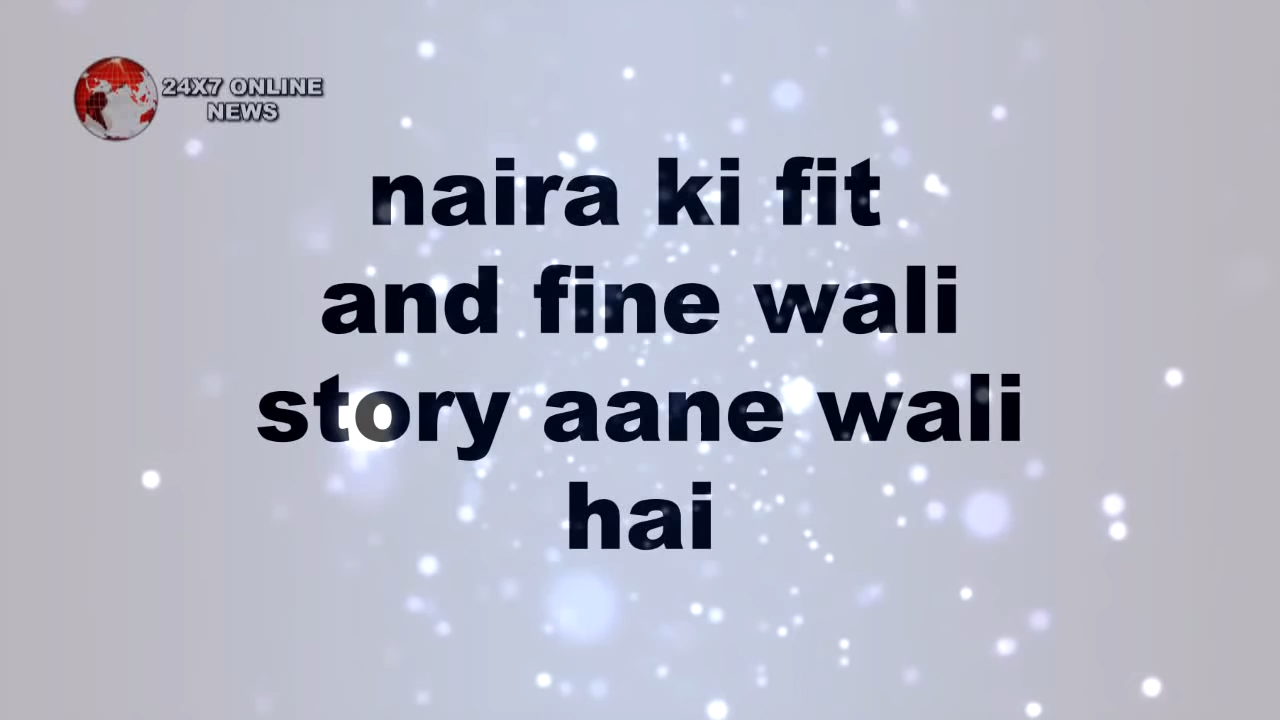 24X7 ONLINE
NEWS
naira ki fit
and fine wali
story aane wali
hai